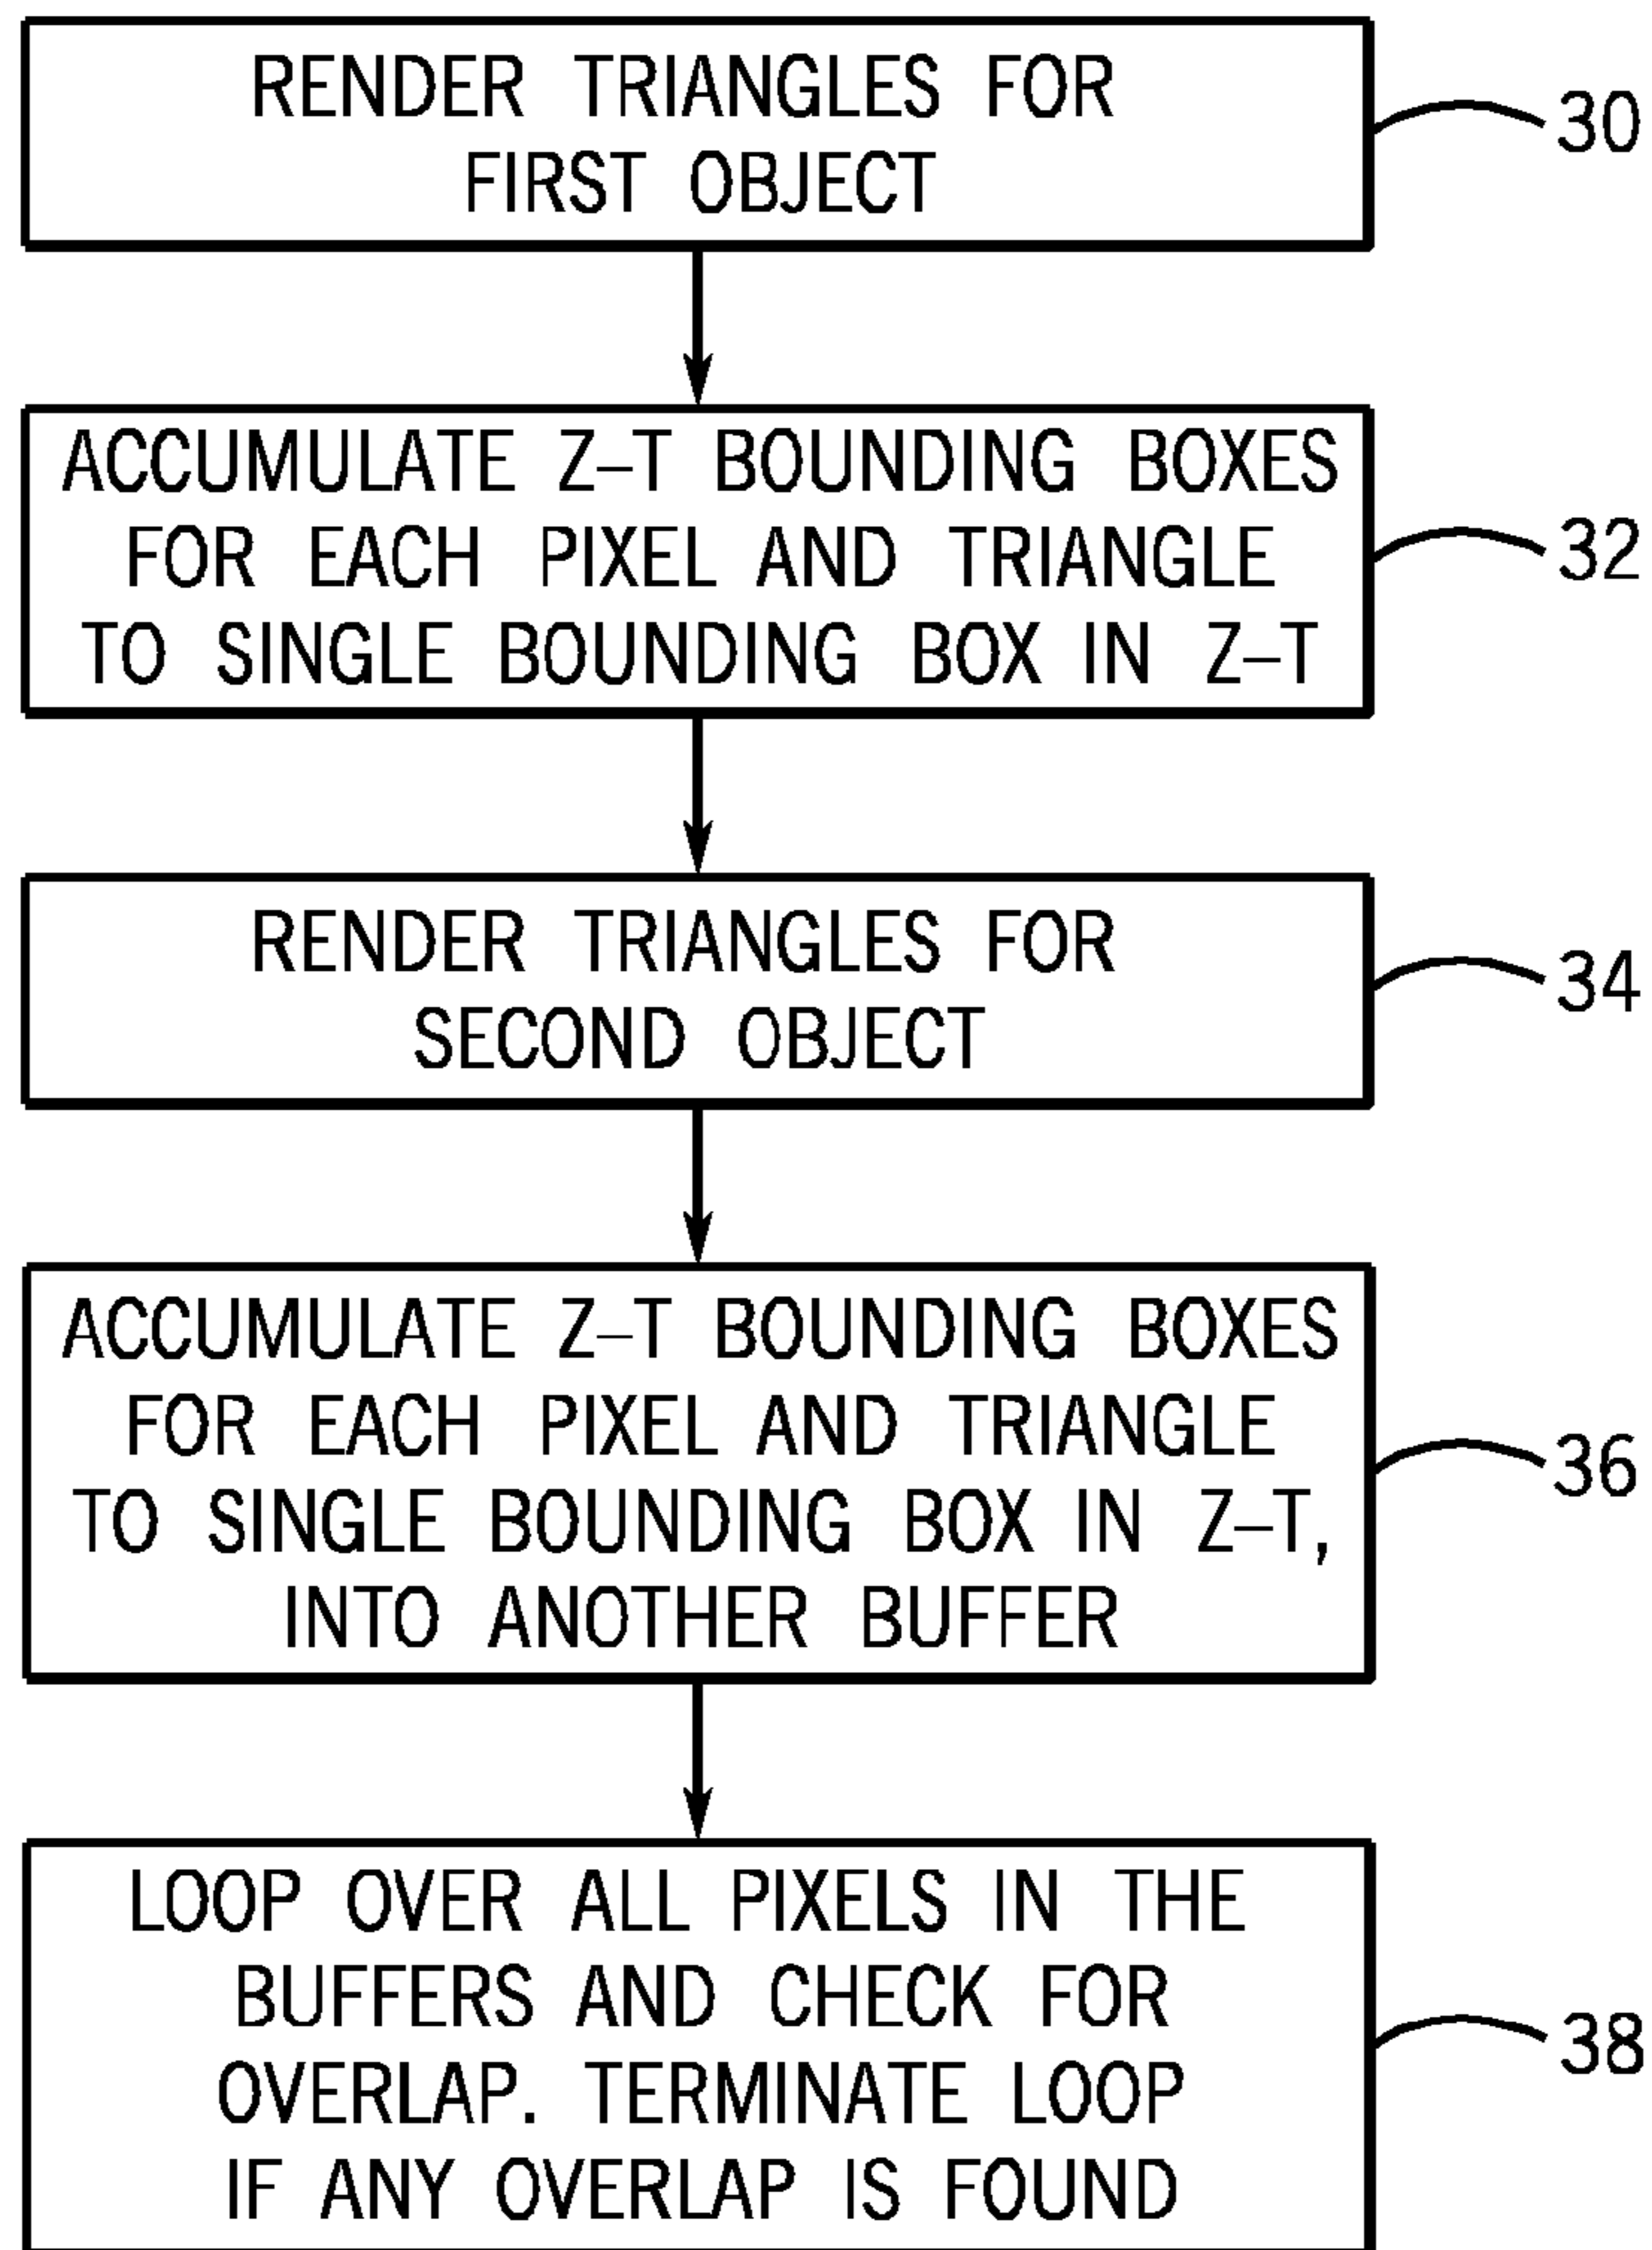 RENDER TRIANGLES FOR
FIRST OBJECT
30
ACCUMULATE Z–T BOUNDING BOXES
FOR EACH PIXEL AND TRIANGLE
TO SINGLE BOUNDING BOX IN Z–T
32
RENDER TRIANGLES FOR
SECOND OBJECT
34
ACCUMULATE Z–T BOUNDING BOXES
FOR EACH PIXEL AND TRIANGLE
TO SINGLE BOUNDING BOX IN Z–T,
INTO ANOTHER BUFFER
36
LOOP OVER ALL PIXELS IN THE
BUFFERS AND CHECK FOR
OVERLAP. TERMINATE LOOP
IF ANY OVERLAP IS FOUND
38